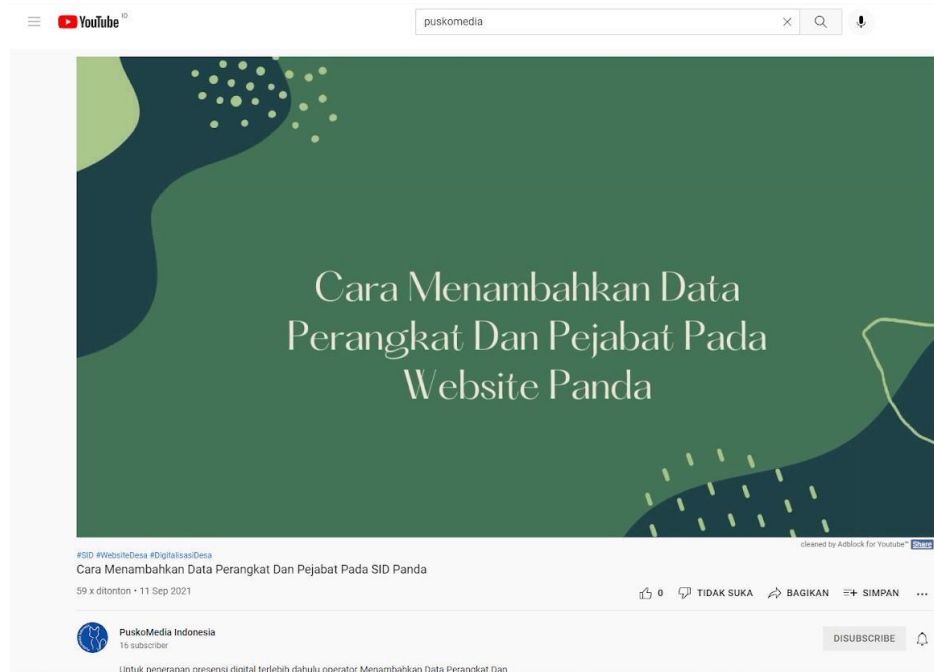 YouTube ID
puskomedia
Cara Menambahkan Data
Perangkat Dan Pejabat Pada
Website Panda
cleaned by Adblock for Youtube™ Share
#SID #WebsiteDesa #DigitalisasiDesa
Cara Menambahkan Data Perangkat Dan Pejabat Pada SID Panda
59 x ditonton • 11 Sep 2021
0 TIDAK SUKA BAGIKAN SIMPAN
PuskoMedia Indonesia
16 subscriber
DISUBSCRIBE
Untuk penerapan presensi digital terlebih dahulu operator Menambahkan Data Perangkat Dan